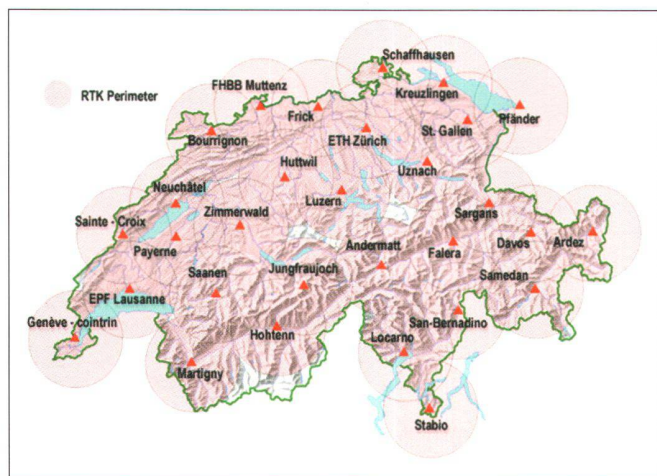 Schaffhausen
FHBB Muttenz
Kreuzlingen
RTK Perimeter
Frick
Pfänder
St. Gallen
Bourrignon
ETH Zürich
Huttwil
Uznach
Neuchâtel
Luzern
Sargans
Sainte - Croix
Zimmerwald
Payerne
Andermatt
Falera
Davos
Ardez
Saanen
Jungfraujoch
Samedan
EPF Lausanne
Genève - cointrin
San-Bernadino
Hohtenn
Locarno
Martigny
Stabio